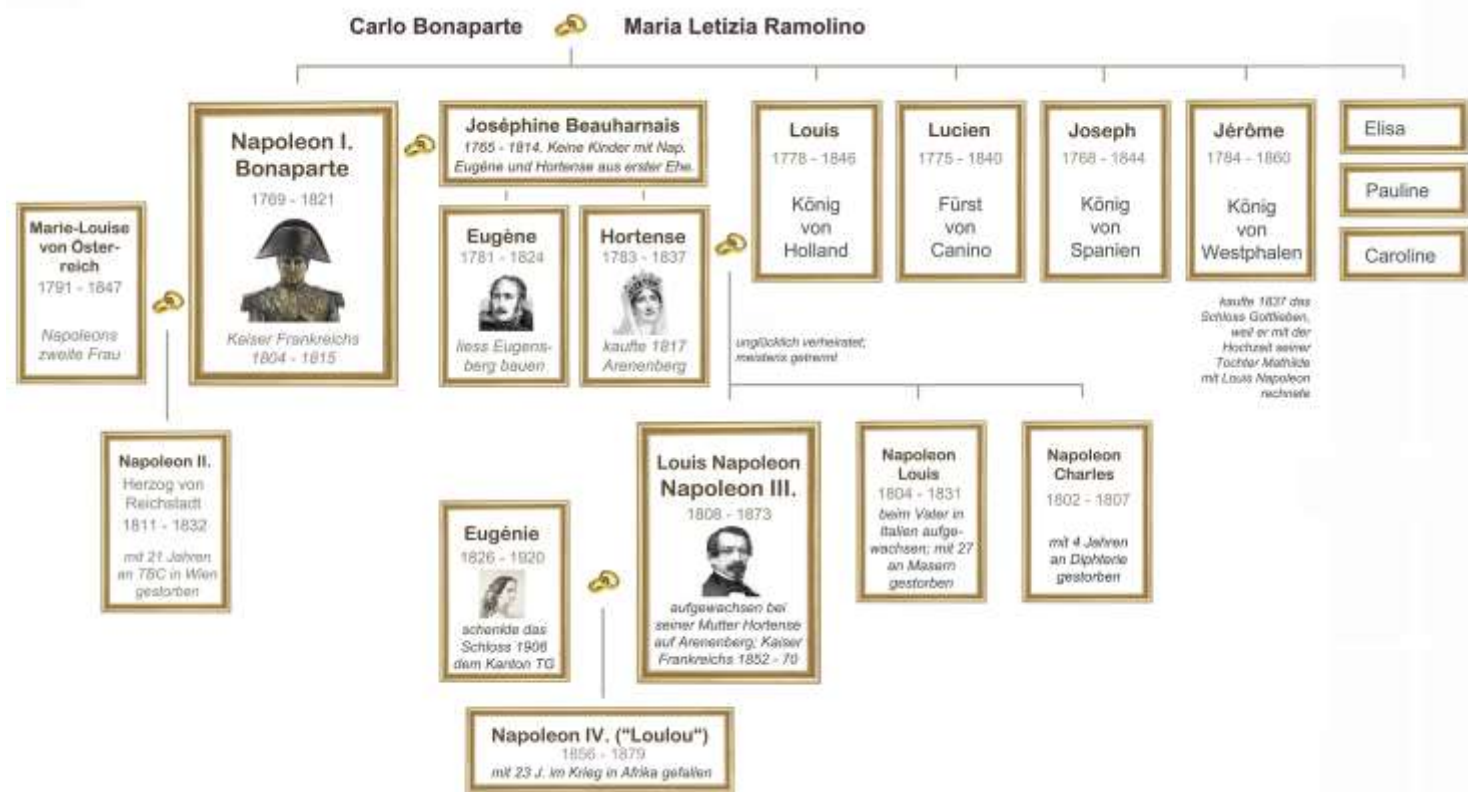 Carlo Bonaparte
Maria Letizia Ramolino
Napoleon I.
Bonaparte
1769 - 1821
Kaiser Frankreichs
1804 - 1815
Joséphine Beauharnais
1765 - 1814. Keine Kinder mit Nap.
Eugène und Hortense aus erster Ehe.
Louis
1778 - 1846
König
von
Holland
Lucien
1775 - 1840
Fürst
von
Canino
Joseph
1768 - 1844
König
von
Spanien
Jérôme
1784 - 1860
König
von
Westphalen
kaufte 1837 das
Schloss Gottlieben,
weil er mit der
Hochzeit seiner
Tochter Mathilde
mit Louis Napoleon
rechnete
Elisa
Pauline
Caroline
Marie-Louise
von Öster-
reich
1791 - 1847
Napoleons
zweite Frau
Eugène
1781 - 1824
liess Eugens-
berg bauen
Hortense
1783 - 1837
kaufte 1817
Arenenberg
unglücklich verheiratet;
meistens getrennt
Napoleon II.
Herzog von
Reichstadt
1811 - 1832
mit 21 Jahren
an TBC in Wien
gestorben
Eugénie
1826 - 1920
schenkte das
Schloss 1906
dem Kanton TG
Louis Napoleon
Napoleon III.
1808 - 1873
aufgewachsen bei
seiner Mutter Hortense
auf Arenenberg; Kaiser
Frankreichs 1852 - 70
Napoleon
Louis
1804 - 1831
beim Vater in
Italien aufge-
wachsen; mit 27
an Masern
gestorben
Napoleon
Charles
1802 - 1807
mit 4 Jahren
an Diphterie
gestorben
Napoleon IV. ("Loulou")
1856 - 1879
mit 23 J. im Krieg in Afrika gefallen